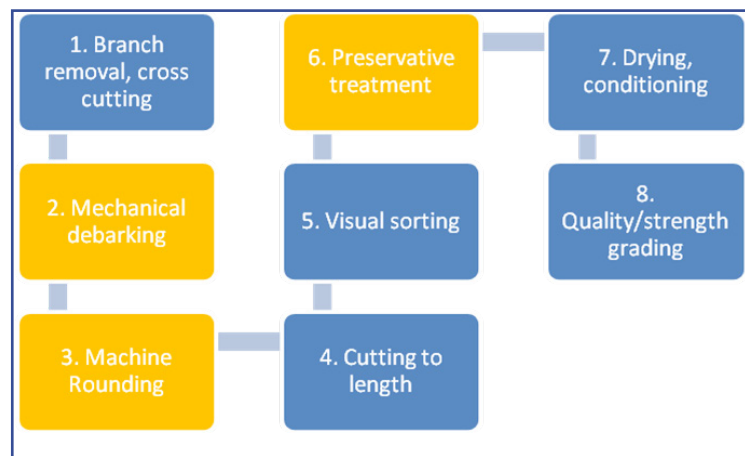 1. Branch
removal, cross
cutting
2. Mechanical
debarking
3. Machine
Rounding
4. Cutting to
length
5. Visual sorting
6. Preservative
treatment
7. Drying,
conditioning
8.
Quality/strength
grading